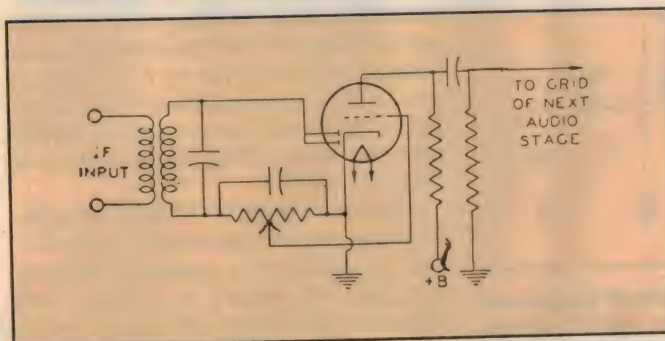 IF
INPUT
TO GRID
OF NEXT
AUDIO
STAGE
+B